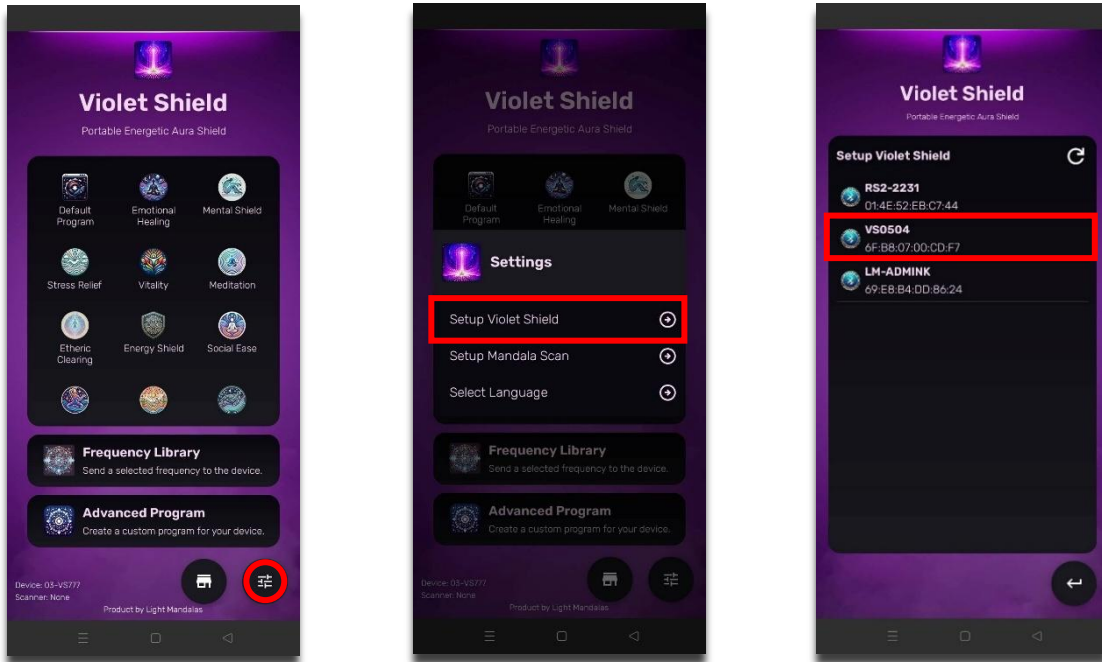 Violet Shield
Portable Energetic Aura Shield
Default
Program
Emotional
Healing
Mental Shield
Stress Relief
Vitality
Meditation
Etheric
Clearing
Energy Shield
Social Ease
Frequency Library
Send a selected frequency to the device.
Advanced Program
Create a custom program for your device.
Device: 03-VS777
Scanner: None
Product by Light Mandalas
Violet Shield
Portable Energetic Aura Shield
Default
Program
Emotional
Healing
Mental Shield
Settings
Setup Violet Shield
Setup Mandala Scan
Select Language
Frequency Library
Send a selected frequency to the device.
Advanced Program
Create a custom program for your device.
Device: 03-VS777
Scanner: None
Product by Light Mandalas
Violet Shield
Portable Energetic Aura Shield
Setup Violet Shield
RS2-2231
01:4E:52:EB:C7:44
VS0504
6F:B8:07:00:CD:F7
LM-ADMINK
69:E8:B4:DD:86:24